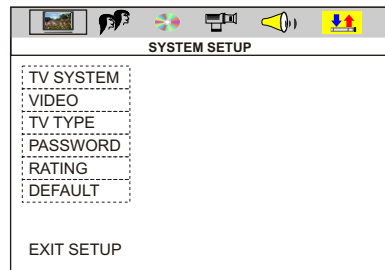 SYSTEM SETUP
TV SYSTEM
VIDEO
TV TYPE
PASSWORD
RATING
DEFAULT
EXIT SETUP